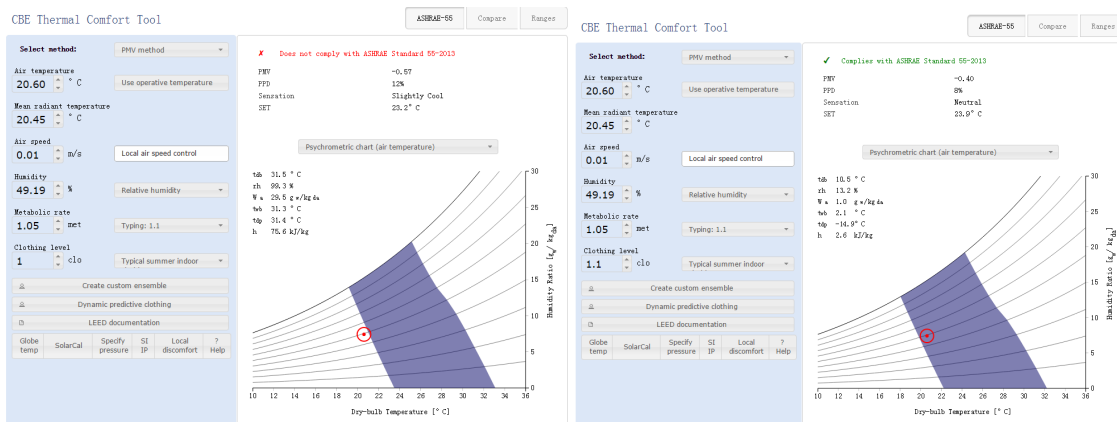 CBE Thermal Comfort Tool
ASHRAE-55 Compare Ranges
Select method:
PMV method
Air temperature
20.60 ° C
Use operative temperature
Mean radiant temperature
20.45 ° C
Air speed
0.01 m/s
Local air speed control
Humidity
49.19 %
Relative humidity
Metabolic rate
1.05 met
Typing: 1.1
Clothing level
1 clo
Typical summer indoor
Create custom ensemble
Dynamic predictive clothing
LEED documentation
Globe temp
SolarCal
Specify pressure
SI IP
Local discomfort
? Help
✗ Does not comply with ASHRAE Standard 55-2013
PMV -0.57
PPD 12%
Sensation Slightly Cool
SET 23.2° C
Psychrometric chart (air temperature)
tdb 31.5 ° C
rh 99.3 %
W a 29.5 g w/kg da
twb 31.3 ° C
tdp 31.4 ° C
h 75.6 kJ/kg
30
25
20
15
10
5
0
Humidity Ratio [g w / kg da]
10 12 14 16 18 20 22 24 26 28 30 32 34 36
Dry-bulb Temperature [° C]
CBE Thermal Comfort Tool
ASHRAE-55 Compare Ranges
Select method:
PMV method
Air temperature
20.60 ° C
Use operative temperature
Mean radiant temperature
20.45 ° C
Air speed
0.01 m/s
Local air speed control
Humidity
49.19 %
Relative humidity
Metabolic rate
1.05 met
Typing: 1.1
Clothing level
1.1 clo
Typical summer indoor
Create custom ensemble
Dynamic predictive clothing
LEED documentation
Globe temp
SolarCal
Specify pressure
SI IP
Local discomfort
? Help
✓ Complies with ASHRAE Standard 55-2013
PMV -0.40
PPD 8%
Sensation Neutral
SET 23.9° C
Psychrometric chart (air temperature)
tdb 10.5 ° C
rh 13.2 %
W a 1.0 g w/kg da
twb 2.1 ° C
tdp -14.9° C
h 2.6 kJ/kg
30
25
20
15
10
5
0
Humidity Ratio [g w / kg da]
10 12 14 16 18 20 22 24 26 28 30 32 34 36
Dry-bulb Temperature [° C]